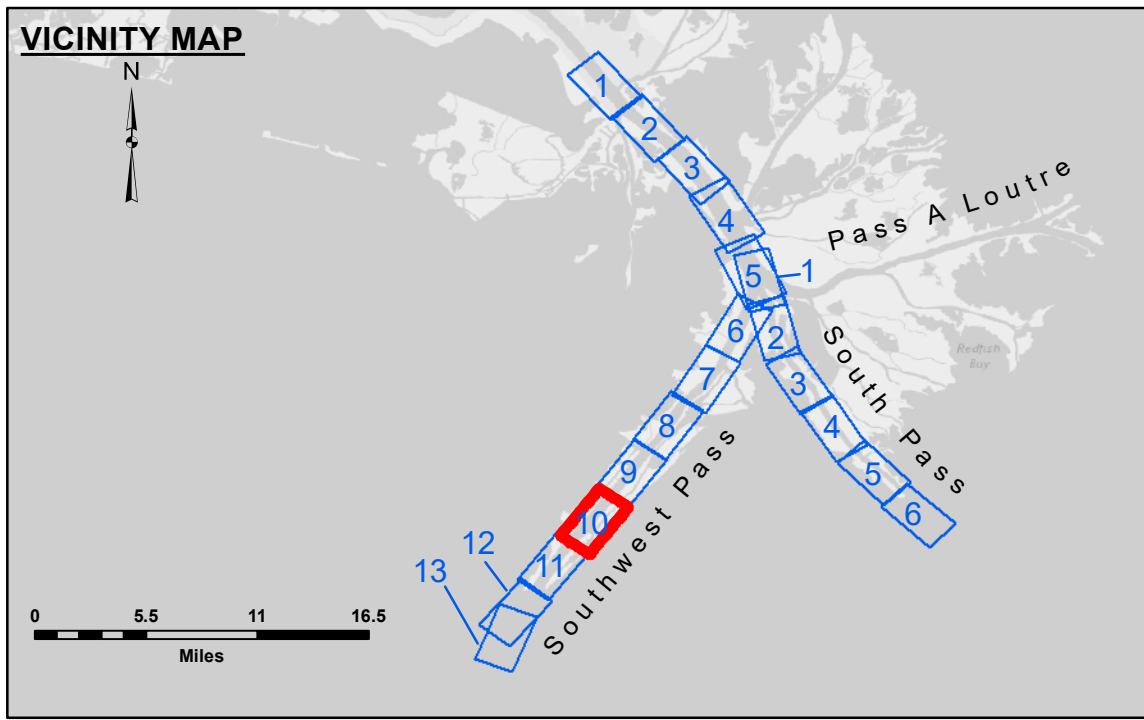 VICINITY MAP
N
1
2
3
4
5
1
Pass A Loutre
6
2
7
3
8
4
9
5
10
6
11
12
13
South Pass
Southwest Pass
Redfish
Bay
0 5.5 11 16.5
Miles